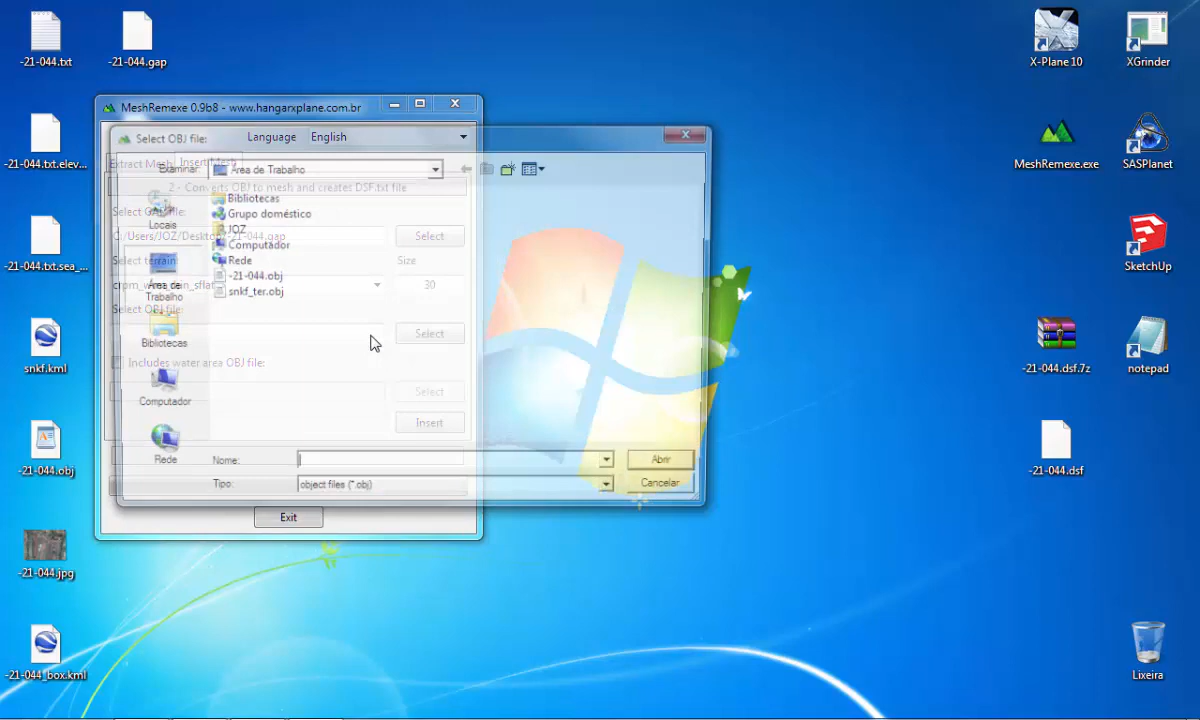 -21-044.txt
-21-044.gap
X-Plane 10
XGrinder
-21-044.txt.elev...
MeshRemexe.exe
SASPlanet
-21-044.txt.sea_...
SketchUp
snkf.kml
-21-044.dsf.7z
notepad
-21-044.obj
-21-044.dsf
-21-044.jpg
-21-044_box.kml
Lixeira
MeshRemexe 0.9b8 - www.hangarxplane.com.br
Language
English
Extract Mesh
Insert Mesh
2 - Converts OBJ to mesh and creates DSF.txt file
Select GAP file:
C:/Users/JOZ/Desktop/-21-044.gap
Select
Select terrain:
Size
30
Select OBJ file:
Select
Includes water area OBJ file:
Select
Insert
Exit
Select OBJ file:
Examinar:
Área de Trabalho
Locais
Área de
Trabalho
Bibliotecas
Computador
Rede
Bibliotecas
Grupo doméstico
JOZ
Computador
Rede
-21-044.obj
snkf_ter.obj
Nome:
Abrir
Tipo:
object files (*.obj)
Cancelar